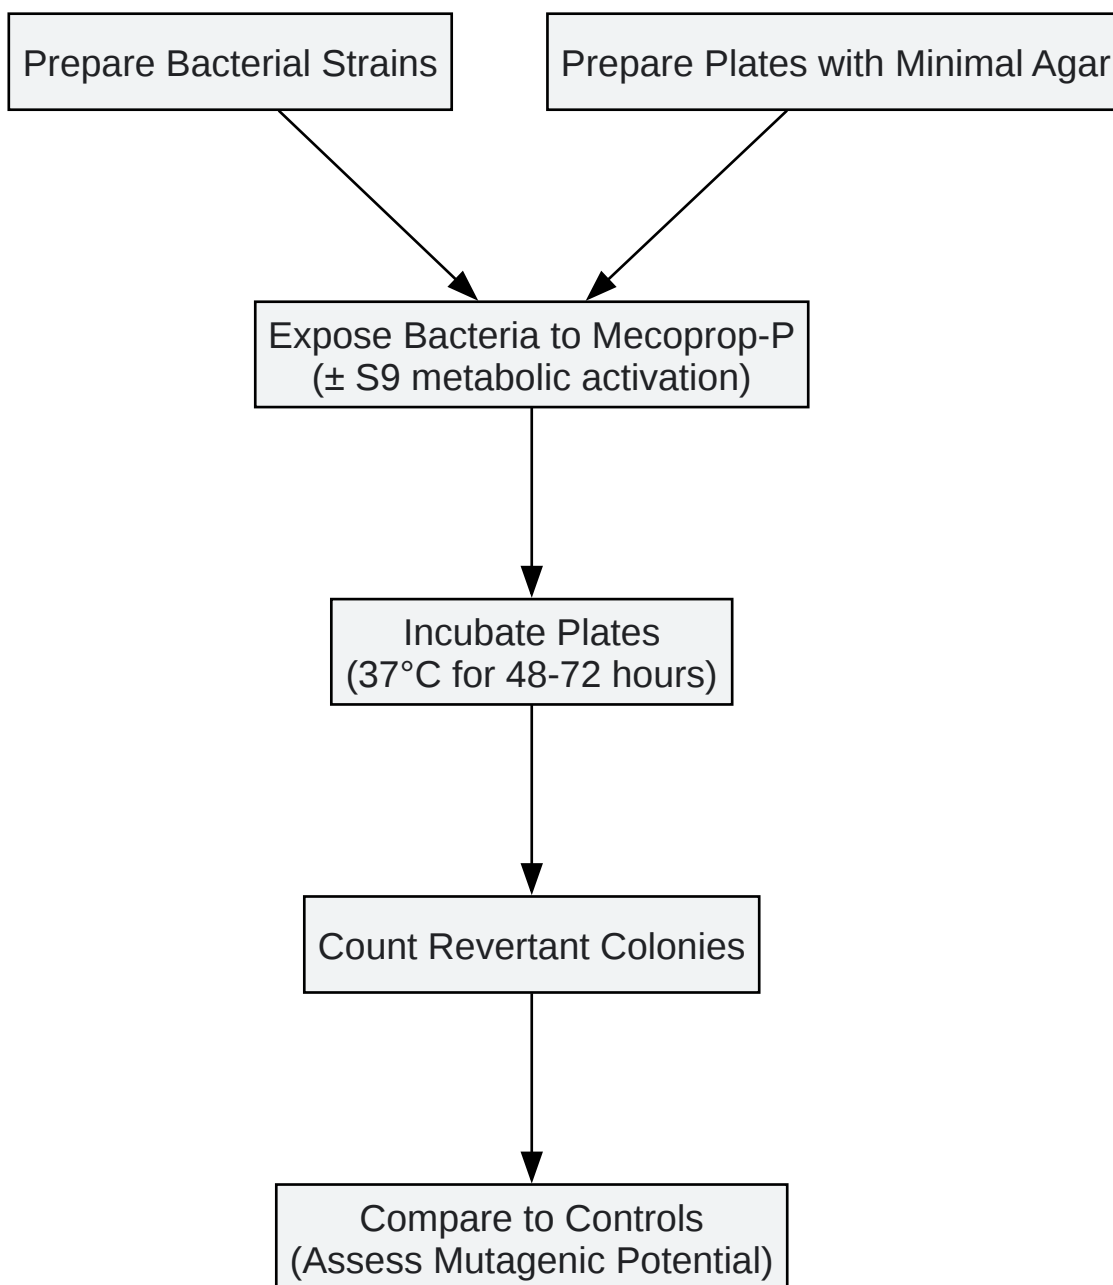 Prepare Bacterial Strains
Prepare Plates with Minimal Agar
Expose Bacteria to Mecoprop-P
(± S9 metabolic activation)
Incubate Plates
(37°C for 48-72 hours)
Count Revertant Colonies
Compare to Controls
(Assess Mutagenic Potential)